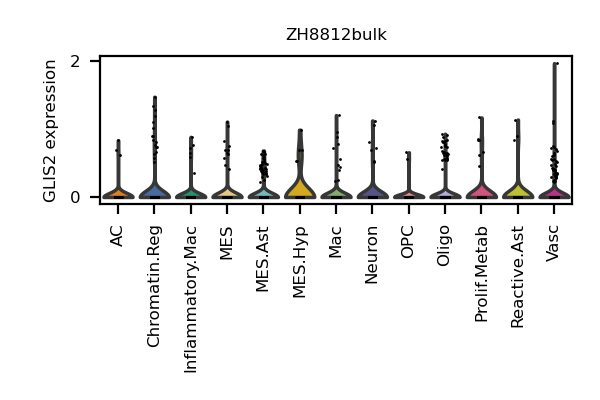 ZH8812bulk
GLIS2 expression
2
0
AC
Chromatin.Reg
Inflammatory.Mac
MES
MES.Ast
MES.Hyp
Mac
Neuron
OPC
Oligo
Prolif.Metab
Reactive.Ast
Vasc